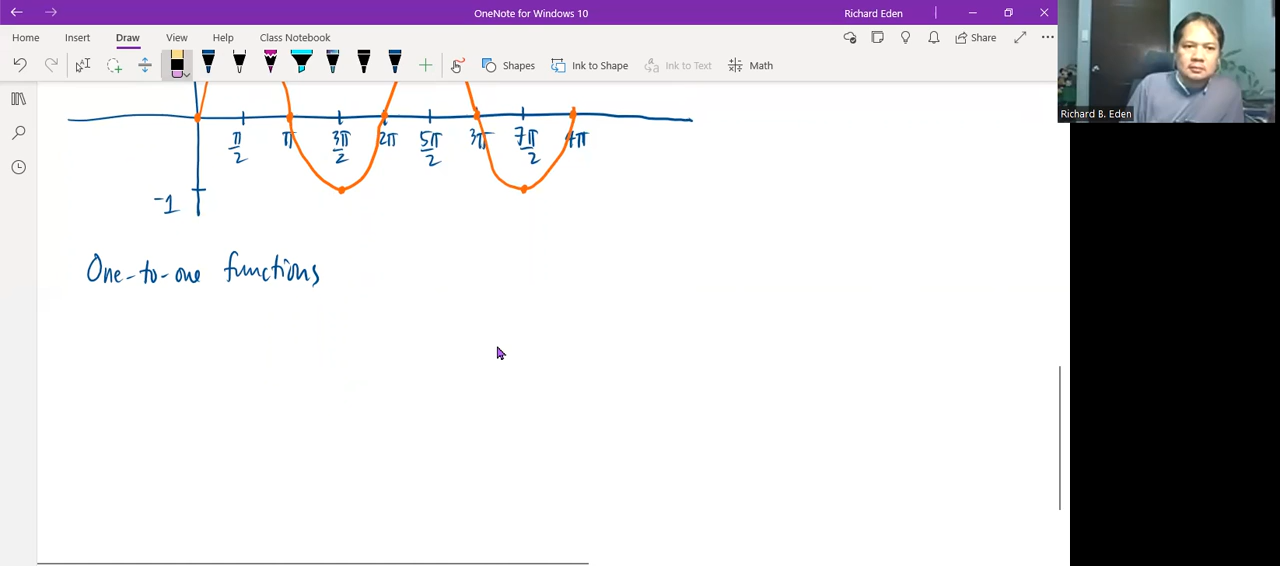 OneNote for Windows 10
Richard Eden
Home Insert Draw View Help Class Notebook
Share
Shapes Ink to Shape Ink to Text Math
Richard B. Eden
π/2 π 3π/2 2π 5π/2 3π 7π/2 4π
-1
One-to-one functions